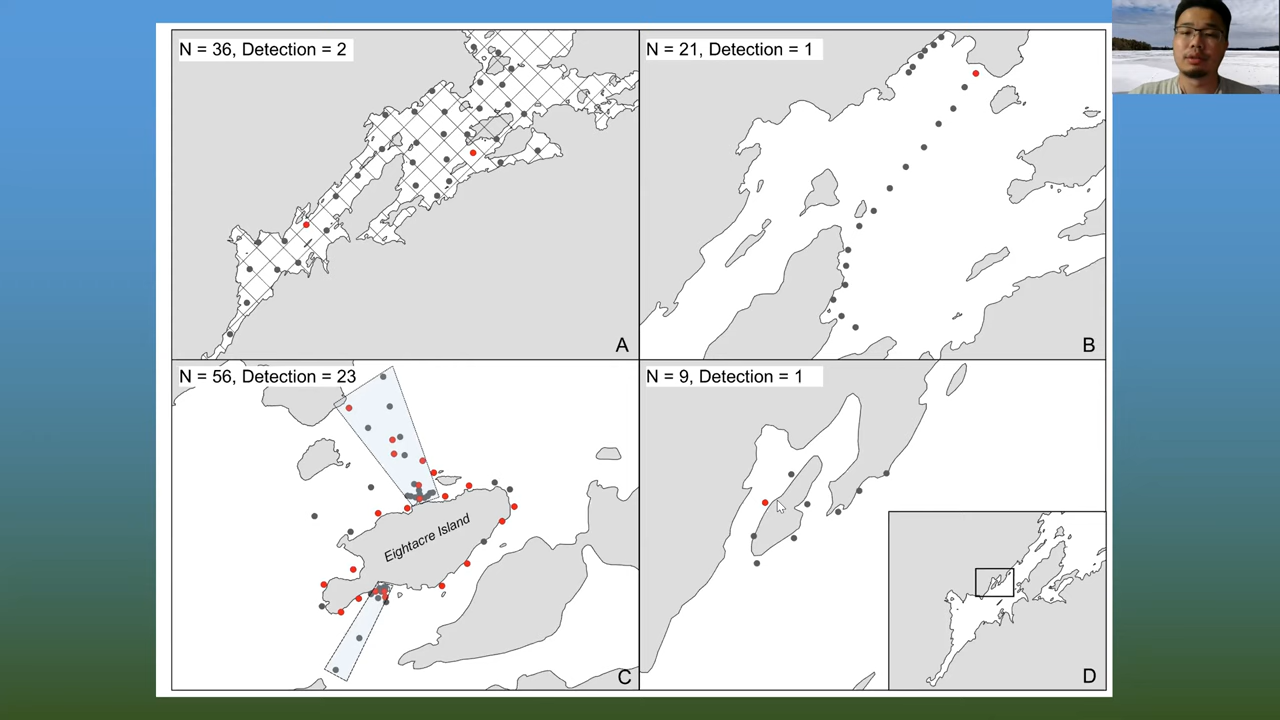 N = 36, Detection = 2
N = 21, Detection = 1
A
B
N = 56, Detection = 23
N = 9, Detection = 1
Eightacre Island
C
D